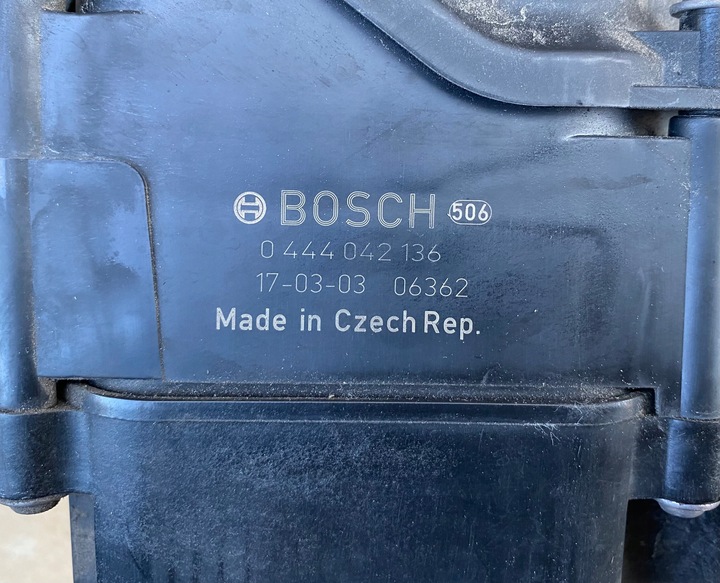 BOSCH 506
0 444 042 136
17-03-03 06362
Made in Czech Rep.